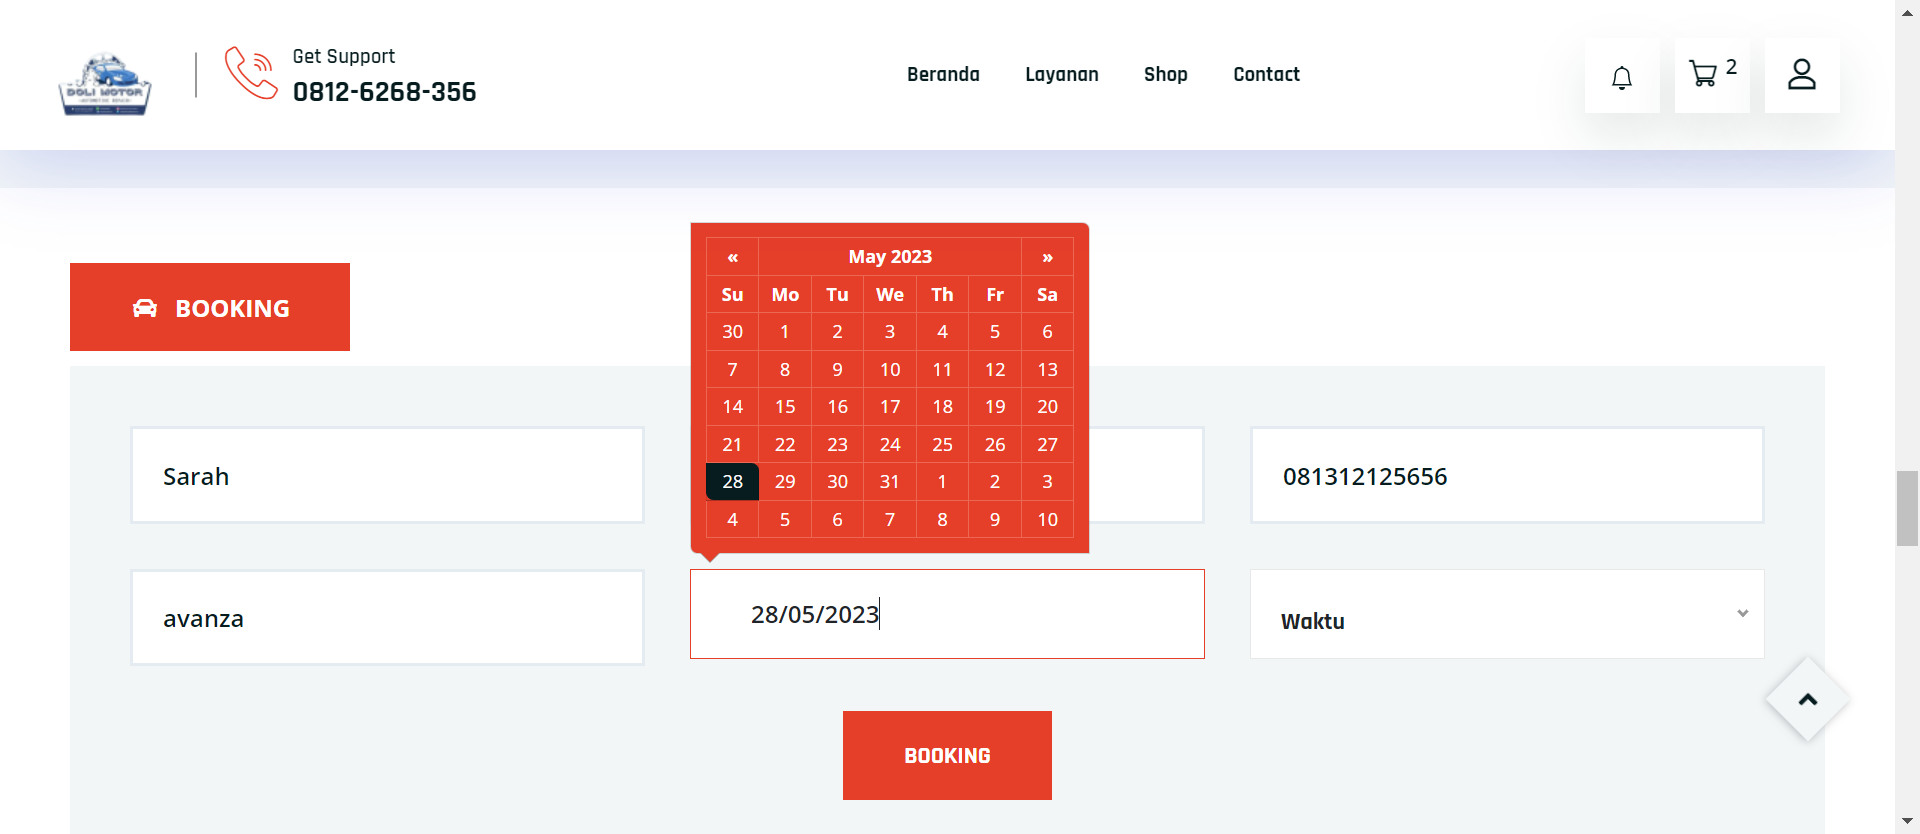 DOLI MOTOR
Get Support
0812-6268-356
Beranda
Layanan
Shop
Contact
2
BOOKING
« May 2023 »
Su Mo Tu We Th Fr Sa
30 1 2 3 4 5 6
7 8 9 10 11 12 13
14 15 16 17 18 19 20
21 22 23 24 25 26 27
28 29 30 31 1 2 3
4 5 6 7 8 9 10
Sarah
081312125656
avanza
28/05/2023
Waktu
BOOKING